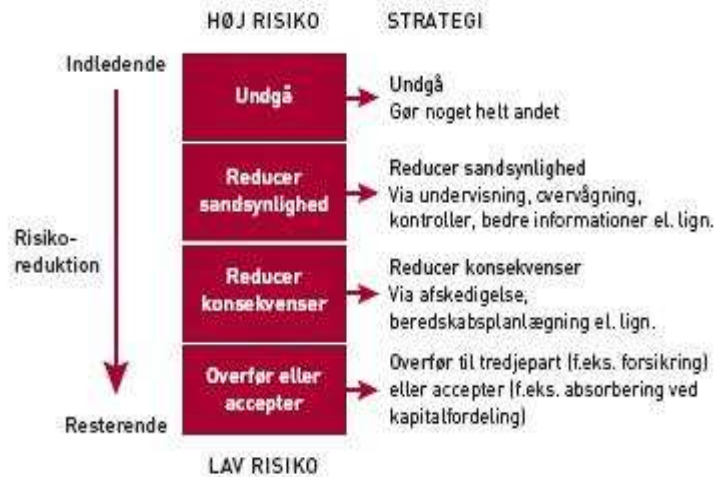 HØJ RISIKO
STRATEGI
Indledende
Undgå
Undgå
Gør noget helt andet
Reducer
sandsynlighed
Reducer sandsynlighed
Via undervisning, overvågning,
kontroller, bedre informationer el. lign.
Risiko-
reduktion
Reducer
konsekvenser
Reducer konsekvenser
Via afskedigelse,
beredskabsplanlægning el. lign.
Overfør eller
accepter
Overfør til tredjepart (f.eks. forsikring)
eller accepter (f.eks. absorbering ved
kapitalfordeling)
Resterende
LAV RISIKO